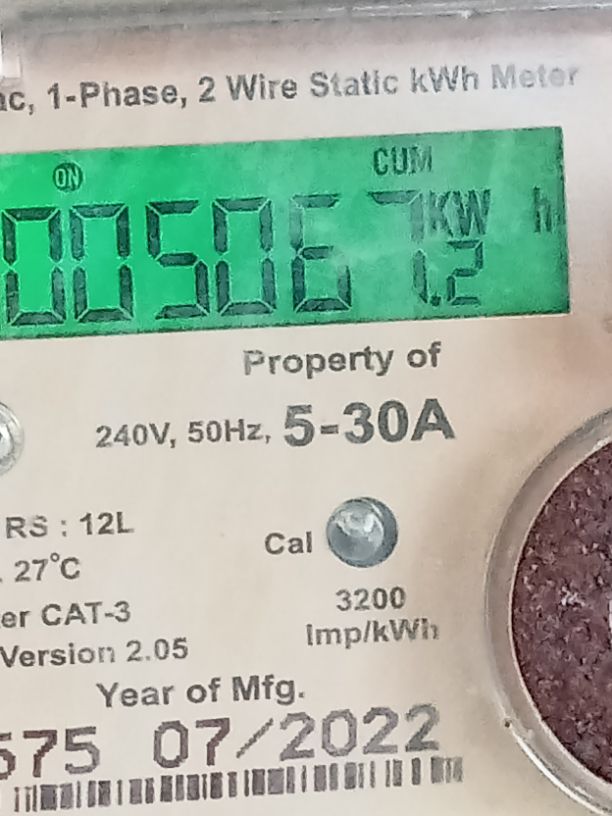 ac, 1-Phase, 2 Wire Static kWh Meter
ON CUM
005067.2 KW h
Property of
240V, 50Hz, 5-30A
RS : 12L
Cal
27°C
3200
er CAT-3
Imp/kWh
Version 2.05
Year of Mfg.
575 07/2022